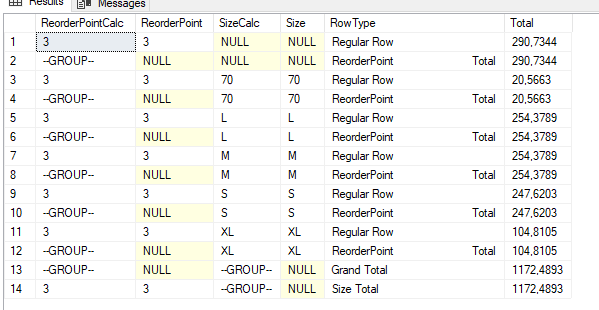 Results Messages
ReorderPointCalc ReorderPoint SizeCalc Size RowType Total
1 3 3 NULL NULL Regular Row 290,7344
2 --GROUP-- NULL NULL NULL ReorderPoint Total 290,7344
3 3 3 70 70 Regular Row 20,5663
4 --GROUP-- NULL 70 70 ReorderPoint Total 20,5663
5 3 3 L L Regular Row 254,3789
6 --GROUP-- NULL L L ReorderPoint Total 254,3789
7 3 3 M M Regular Row 254,3789
8 --GROUP-- NULL M M ReorderPoint Total 254,3789
9 3 3 S S Regular Row 247,6203
10 --GROUP-- NULL S S ReorderPoint Total 247,6203
11 3 3 XL XL Regular Row 104,8105
12 --GROUP-- NULL XL XL ReorderPoint Total 104,8105
13 --GROUP-- NULL --GROUP-- NULL Grand Total 1172,4893
14 3 3 --GROUP-- NULL Size Total 1172,4893